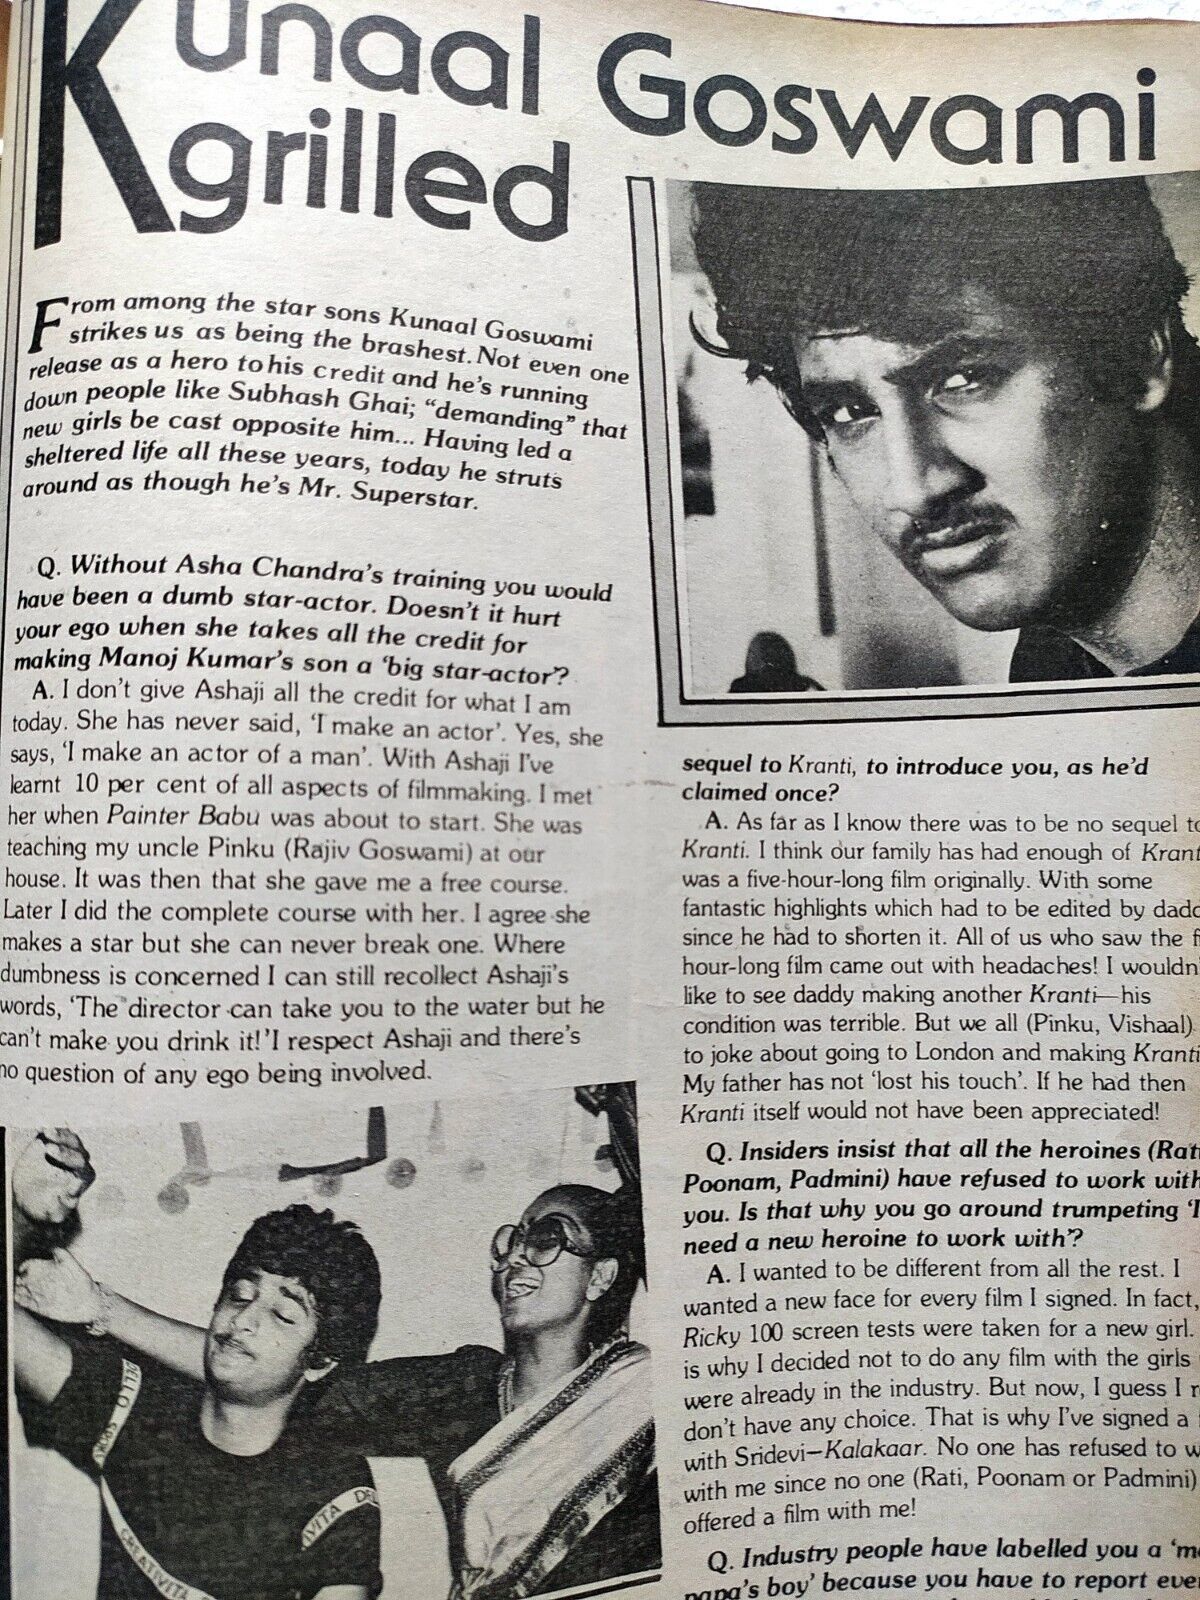 Kunaal Goswami
grilled
From among the star sons Kunaal Goswami
strikes us as being the brashest. Not even one
release as a hero to his credit and he's running
down people like Subhash Ghai; “demanding” that
new girls be cast opposite him... Having led a
sheltered life all these years, today he struts
around as though he's Mr. Superstar.
Q. Without Asha Chandra's training you would
have been a dumb star-actor. Doesn't it hurt
your ego when she takes all the credit for
making Manoj Kumar's son a 'big star-actor'?
A. I don't give Ashaji all the credit for what I am
today. She has never said, 'I make an actor'. Yes, she
says, 'I make an actor of a man'. With Ashaji I've
learnt 10 per cent of all aspects of filmmaking. I met
her when Painter Babu was about to start. She was
teaching my uncle Pinku (Rajiv Goswami) at our
house. It was then that she gave me a free course.
Later I did the complete course with her. I agree she
makes a star but she can never break one. Where
dumbness is concerned I can still recollect Ashaji's
words, 'The director can take you to the water but he
can't make you drink it!' I respect Ashaji and there's
no question of any ego being involved.
DELLO SPOR
CREATIVITA
AVITA DE
sequel to Kranti, to introduce you, as he'd
claimed once?
A. As far as I know there was to be no sequel to
Kranti. I think our family has had enough of Krant
was a five-hour-long film originally. With some
fantastic highlights which had to be edited by dadd
since he had to shorten it. All of us who saw the fi
hour-long film came out with headaches! I wouldn'
like to see daddy making another Kranti—his
condition was terrible. But we all (Pinku, Vishaal)
to joke about going to London and making Kranti
My father has not 'lost his touch'. If he had then
Kranti itself would not have been appreciated!
Q. Insiders insist that all the heroines (Rati
Poonam, Padmini) have refused to work with
you. Is that why you go around trumpeting 'I
need a new heroine to work with'?
A. I wanted to be different from all the rest. I
wanted a new face for every film I signed. In fact,
Ricky 100 screen tests were taken for a new girl.
is why I decided not to do any film with the girls
were already in the industry. But now, I guess I r
don't have any choice. That is why I've signed a
with Sridevi—Kalakaar. No one has refused to w
with me since no one (Rati, Poonam or Padmini)
offered a film with me!
Q. Industry people have labelled you a 'm
papa's boy' because you have to report eve